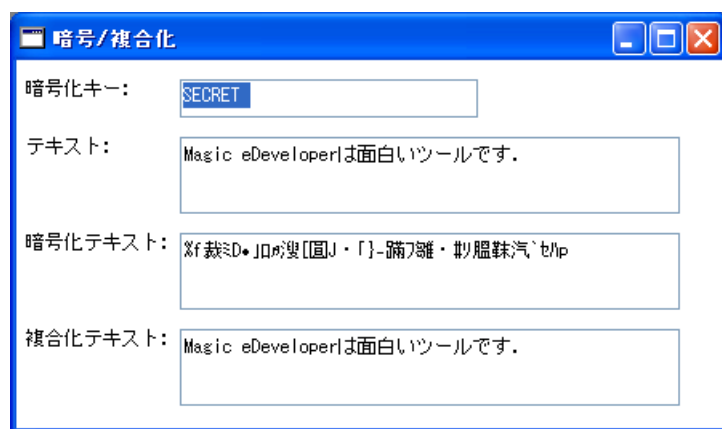 暗号/複合化
暗号化キー: SECRET
テキスト: Magic eDeveloperは面白いツールです.
暗号化テキスト:
複合化テキスト: Magic eDeveloperは面白いツールです.